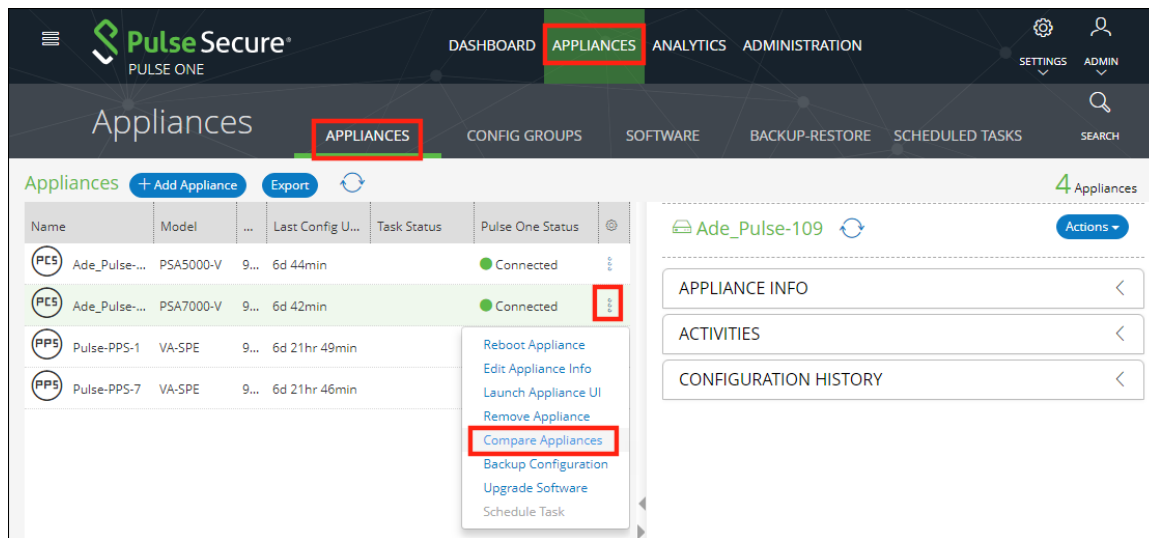 Pulse Secure
PULSE ONE
DASHBOARD APPLIANCES ANALYTICS ADMINISTRATION
SETTINGS ADMIN
Appliances
APPLIANCES CONFIG GROUPS SOFTWARE BACKUP-RESTORE SCHEDULED TASKS
SEARCH
Appliances + Add Appliance Export 4 Appliances
Name Model ... Last Config U... Task Status Pulse One Status
PCS Ade_Pulse-... PSA5000-V 9... 6d 44min Connected
PCS Ade_Pulse-... PSA7000-V 9... 6d 42min Connected
PPS Pulse-PPS-1 VA-SPE 9... 6d 21hr 49min
PPS Pulse-PPS-7 VA-SPE 9... 6d 21hr 46min
Reboot Appliance
Edit Appliance Info
Launch Appliance UI
Remove Appliance
Compare Appliances
Backup Configuration
Upgrade Software
Schedule Task
Ade_Pulse-109 Actions
APPLIANCE INFO
ACTIVITIES
CONFIGURATION HISTORY